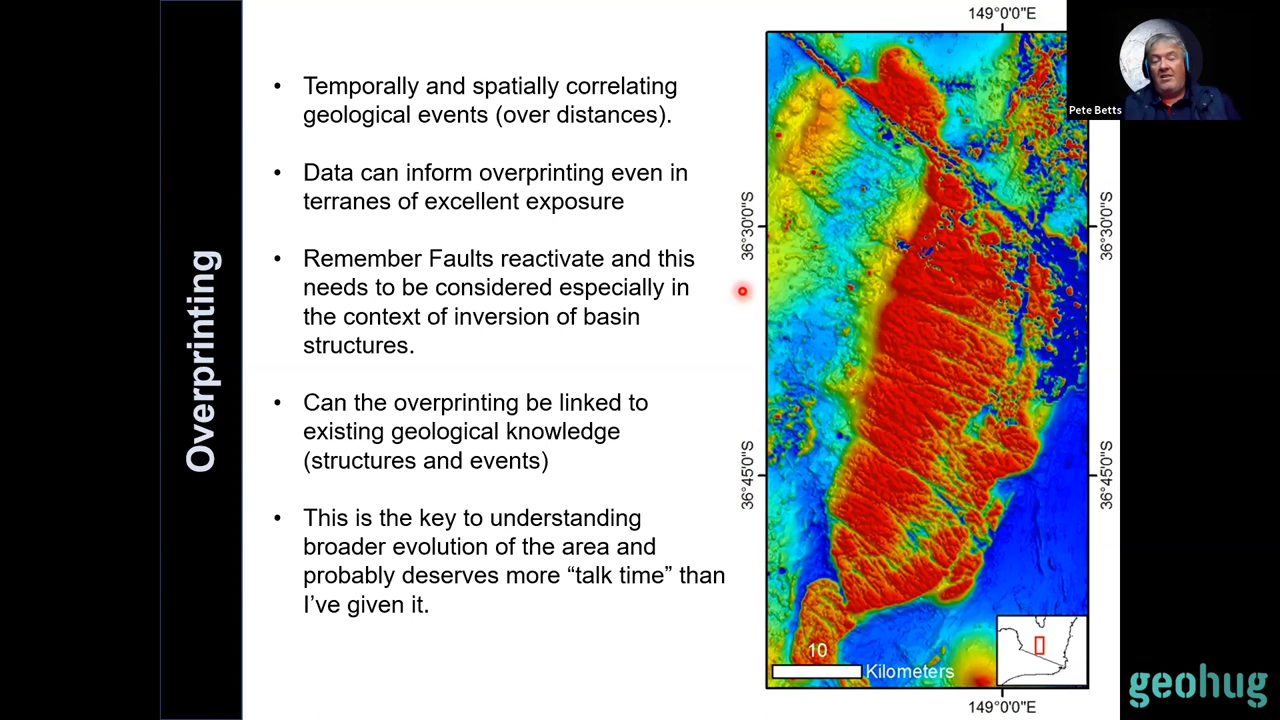 Overprinting
• Temporally and spatially correlating
geological events (over distances).
• Data can inform overprinting even in
terranes of excellent exposure
• Remember Faults reactivate and this
needs to be considered especially in
the context of inversion of basin
structures.
• Can the overprinting be linked to
existing geological knowledge
(structures and events)
• This is the key to understanding
broader evolution of the area and
probably deserves more “talk time” than
I’ve given it.
149°0'0"E
36°30'0"S
36°30'0"S
36°45'0"S
36°45'0"S
10
Kilometers
149°0'0"E
Pete Betts
geohug